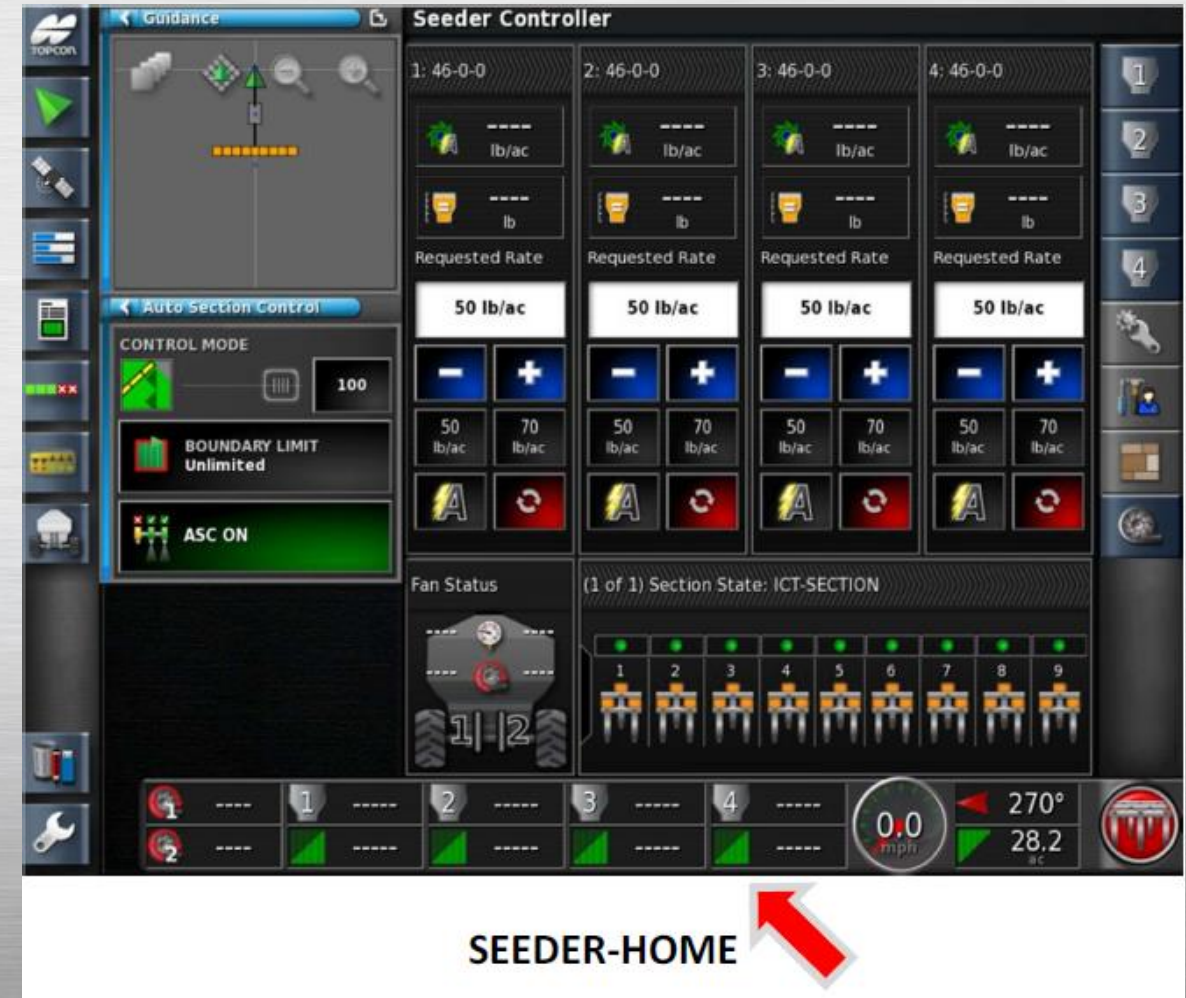 TOPCON
Guidance
Auto Section Control
CONTROL MODE
100
BOUNDARY LIMIT
Unlimited
ASC ON
Seeder Controller
1: 46-0-0
---- lb/ac
---- lb
Requested Rate
50 lb/ac
- +
50 lb/ac 70 lb/ac
A
2: 46-0-0
---- lb/ac
---- lb
Requested Rate
50 lb/ac
- +
50 lb/ac 70 lb/ac
A
3: 46-0-0
---- lb/ac
---- lb
Requested Rate
50 lb/ac
- +
50 lb/ac 70 lb/ac
A
4: 46-0-0
---- lb/ac
---- lb
Requested Rate
50 lb/ac
- +
50 lb/ac 70 lb/ac
A
Fan Status
---- ----
---- ----
1 2
(1 of 1) Section State: ICT-SECTION
1 2 3 4 5 6 7 8 9
1
2
3
4
1 ---- 1 ----- 2 ----- 3 ----- 4 ----- 0.0 mph 270°
2 ---- ----- ----- ----- ----- 28.2 ac
SEEDER-HOME